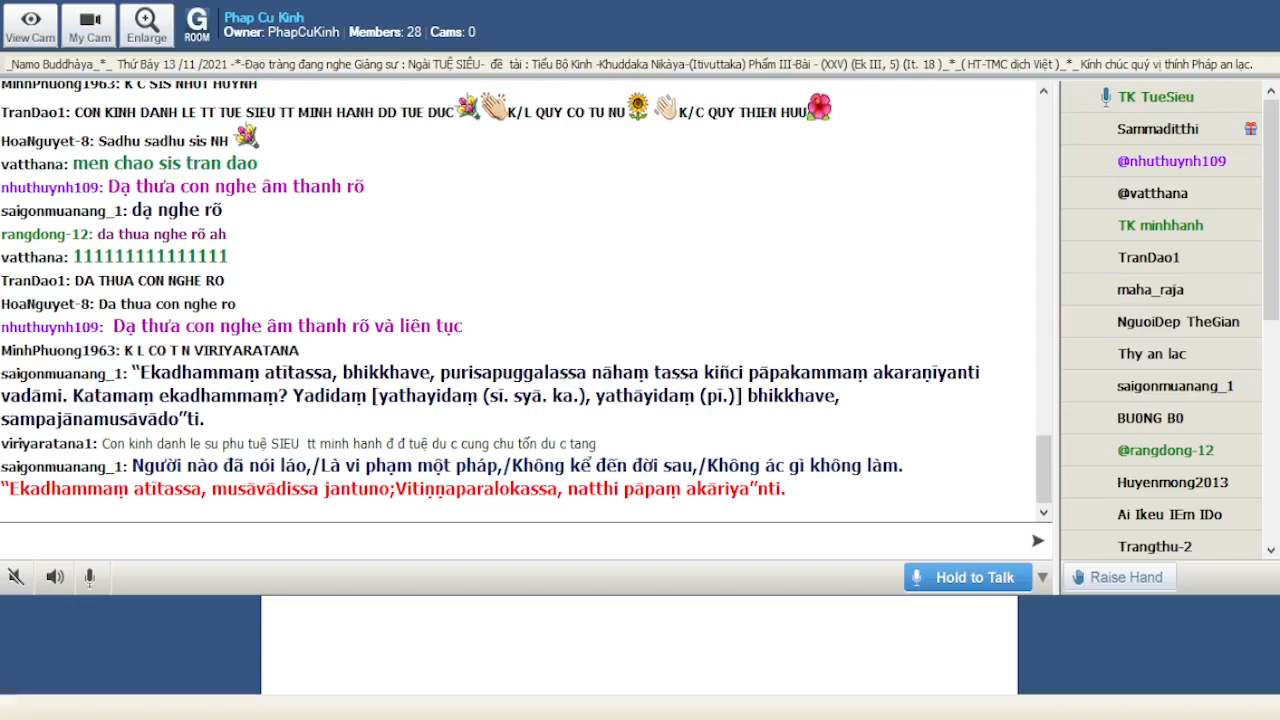 View Cam
My Cam
Enlarge
G
ROOM
Phap Cu Kinh
Owner: PhapCuKinh | Members: 28 | Cams: 0
_Namo Buddhàya_*_ Thứ Bảy 13 /11 /2021 -*-Đạo tràng đang nghe Giảng sư : Ngài TUỆ SIÊU- đề tài : Tiểu Bộ Kinh -Khuddaka Nikàya-(Itivuttaka) Phẩm III-Bài - (XXV) (Ek III, 5) (It. 18 )_*_( HT-TMC dịch Việt )_*_Kính chúc quý vị thính Pháp an lạc.
MinhPhuong1963: K C SIS NHUT HUYNH
TranDao1: CON KINH DANH LE TT TUE SIEU TT MINH HANH DD TUE DUC K/L QUY CO TU NU K/C QUY THIEN HUU
HoaNguyet-8: Sadhu sadhu sis NH
vatthana: men chao sis tran dao
nhuthuynh109: Dạ thưa con nghe âm thanh rõ
saigonmuanang_1: dạ nghe rõ
rangdong-12: da thua nghe rõ ah
vatthana: 1111111111111111
TranDao1: DA THUA CON NGHE RO
HoaNguyet-8: Da thua con nghe ro
nhuthuynh109: Dạ thưa con nghe âm thanh rõ và liên tục
MinhPhuong1963: K L CO T N VIRIYARATANA
saigonmuanang_1: “Ekadhammaṃ atītassa, bhikkhave, purisapuggalassa nāhaṃ tassa kiñci pāpakammaṃ akaraṇīyanti
vadāmi. Katamaṃ ekadhammaṃ? Yadidaṃ [yathayidaṃ (sī. syā. ka.), yathāyidaṃ (pī.)] bhikkhave,
sampajānamusāvādo”ti.
viriyaratana1: Con kinh danh le su phu tuệ SIEU tt minh hanh đ đ tuệ du c cung chu tổn du c tang
saigonmuanang_1: Người nào đã nói láo,/Là vi phạm một pháp,/Không kể đến đời sau,/Không ác gì không làm.
“Ekadhammaṃ atītassa, musāvādissa jantuno;Vitiṇṇaparalokassa, natthi pāpaṃ akāriya”nti.
Hold to Talk
TK TueSieu
Sammaditthi
@nhuthuynh109
@vatthana
TK minhhanh
TranDao1
maha_raja
NguoiDep TheGian
Thy an lac
saigonmuanang_1
BU0NG B0
@rangdong-12
Huyenmong2013
Ai Ikeu IEm IDo
Trangthu-2
Raise Hand